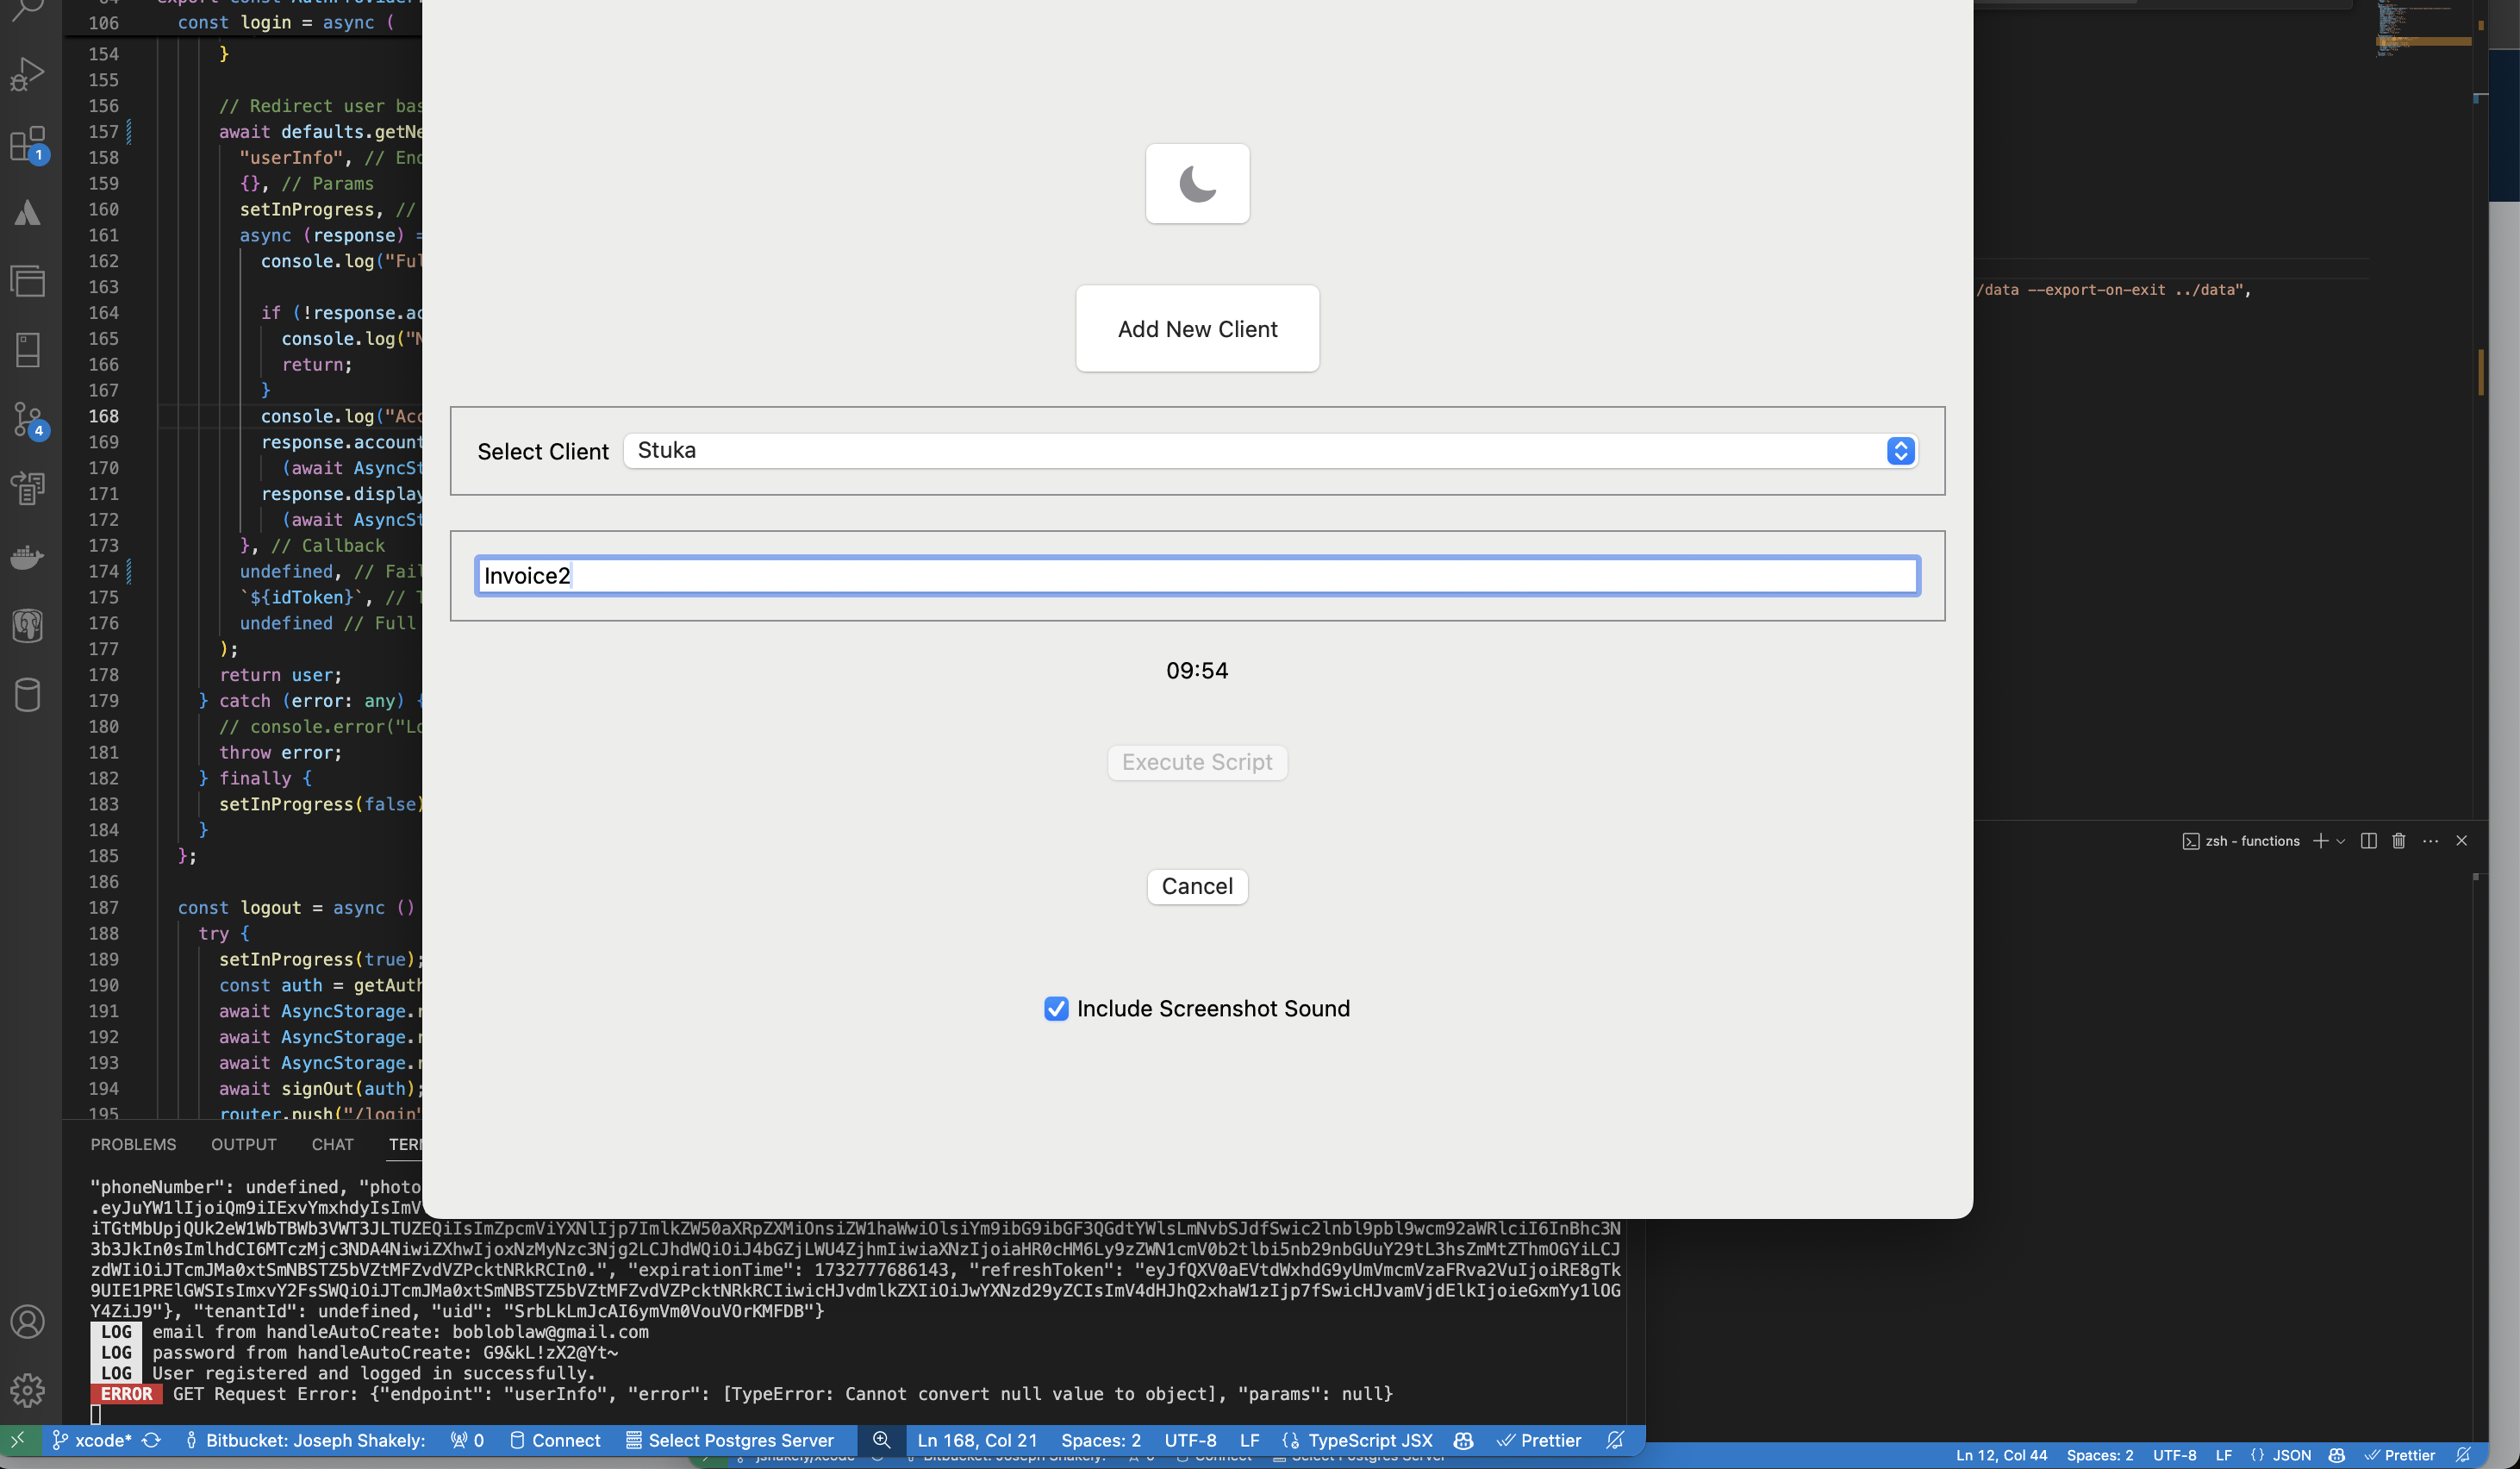 106 const login = async (
154 }
155
156 // Redirect user bas
157 await defaults.getNe
158 "userInfo", // End
159 {}, // Params
160 setInProgress, //
161 async (response) =
162 console.log("Ful
163
164 if (!response.ac
165 console.log("N
166 return;
167 }
168 console.log("Acc
169 response.account
170 (await AsyncSt
171 response.display
172 (await AsyncSt
173 }, // Callback
174 undefined, // Fail
175 `${idToken}`, // T
176 undefined // Full
177 );
178 return user;
179 } catch (error: any) {
180 // console.error("Lo
181 throw error;
182 } finally {
183 setInProgress(false)
184 }
185 };
186
187 const logout = async ()
188 try {
189 setInProgress(true);
190 const auth = getAuth
191 await AsyncStorage.r
192 await AsyncStorage.r
193 await AsyncStorage.r
194 await signOut(auth);
195 router.push("/login"
1
4
Add New Client
Select Client Stuka
Invoice2
09:54
Execute Script
Cancel
Include Screenshot Sound
/data --export-on-exit ../data",
zsh - functions
PROBLEMS OUTPUT CHAT TER
"phoneNumber": undefined, "photo
.eyJuYW1lIjoiQm9iIExvYmxhdyIsImV
iTGtMbUpjQUk2eW1WbTBWb3VWT3JLTUZEQiIsImZpcmViYXNlIjp7ImlkZW50aXRpZXMiOnsiZW1haWwiOlsiYm9ibG9ibGF3QGdtYWlsLmNvbSJdfSwic2lnbl9pbl9wcm92aWRlciI6InBhc3N
3b3JkIn0sImlhdCI6MTczMjc3NDA4NiwiZXhwIjoxNzMyNzc3Njg2LCJhdWQiOiJ4bGZjLWU4ZjhmIiwiaXNzIjoiaHR0cHM6Ly9zZWN1cmV0b2tlbi5nb29nbGUuY29tL3hsZmMtZThmOGYiLCJ
zdWIiOiJTcmJMa0xtSmNBSTZ5bVZtMFZvdVZPcktNRkRCIn0.", "expirationTime": 1732777686143, "refreshToken": "eyJfQXV0aEVtdWxhdG9yUmVmcmVzaFRva2VuIjoiRE8gTk
9UIE1PRElGWSIsImxvY2FsSWQiOiJTcmJMa0xtSmNBSTZ5bVZtMFZvdVZPcktNRkRCIiwicHJvdmlkZXIiOiJwYXNzd29yZCIsImV4dHJhQ2xhaW1zIjp7fSwicHJvamVjdElkIjoieGxmYy1lOG
Y4ZiJ9"}, "tenantId": undefined, "uid": "SrbLkLmJcAI6ymVm0VouVOrKMFDB"}
LOG email from handleAutoCreate: bobloblaw@gmail.com
LOG password from handleAutoCreate: G9&kL!zX2@Yt~
LOG User registered and logged in successfully.
ERROR GET Request Error: {"endpoint": "userInfo", "error": [TypeError: Cannot convert null value to object], "params": null}
xcode* Bitbucket: Joseph Shakely: 0 Connect Select Postgres Server Ln 168, Col 21 Spaces: 2 UTF-8 LF TypeScript JSX Prettier
Ln 12, Col 44 Spaces: 2 UTF-8 LF {} JSON Prettier